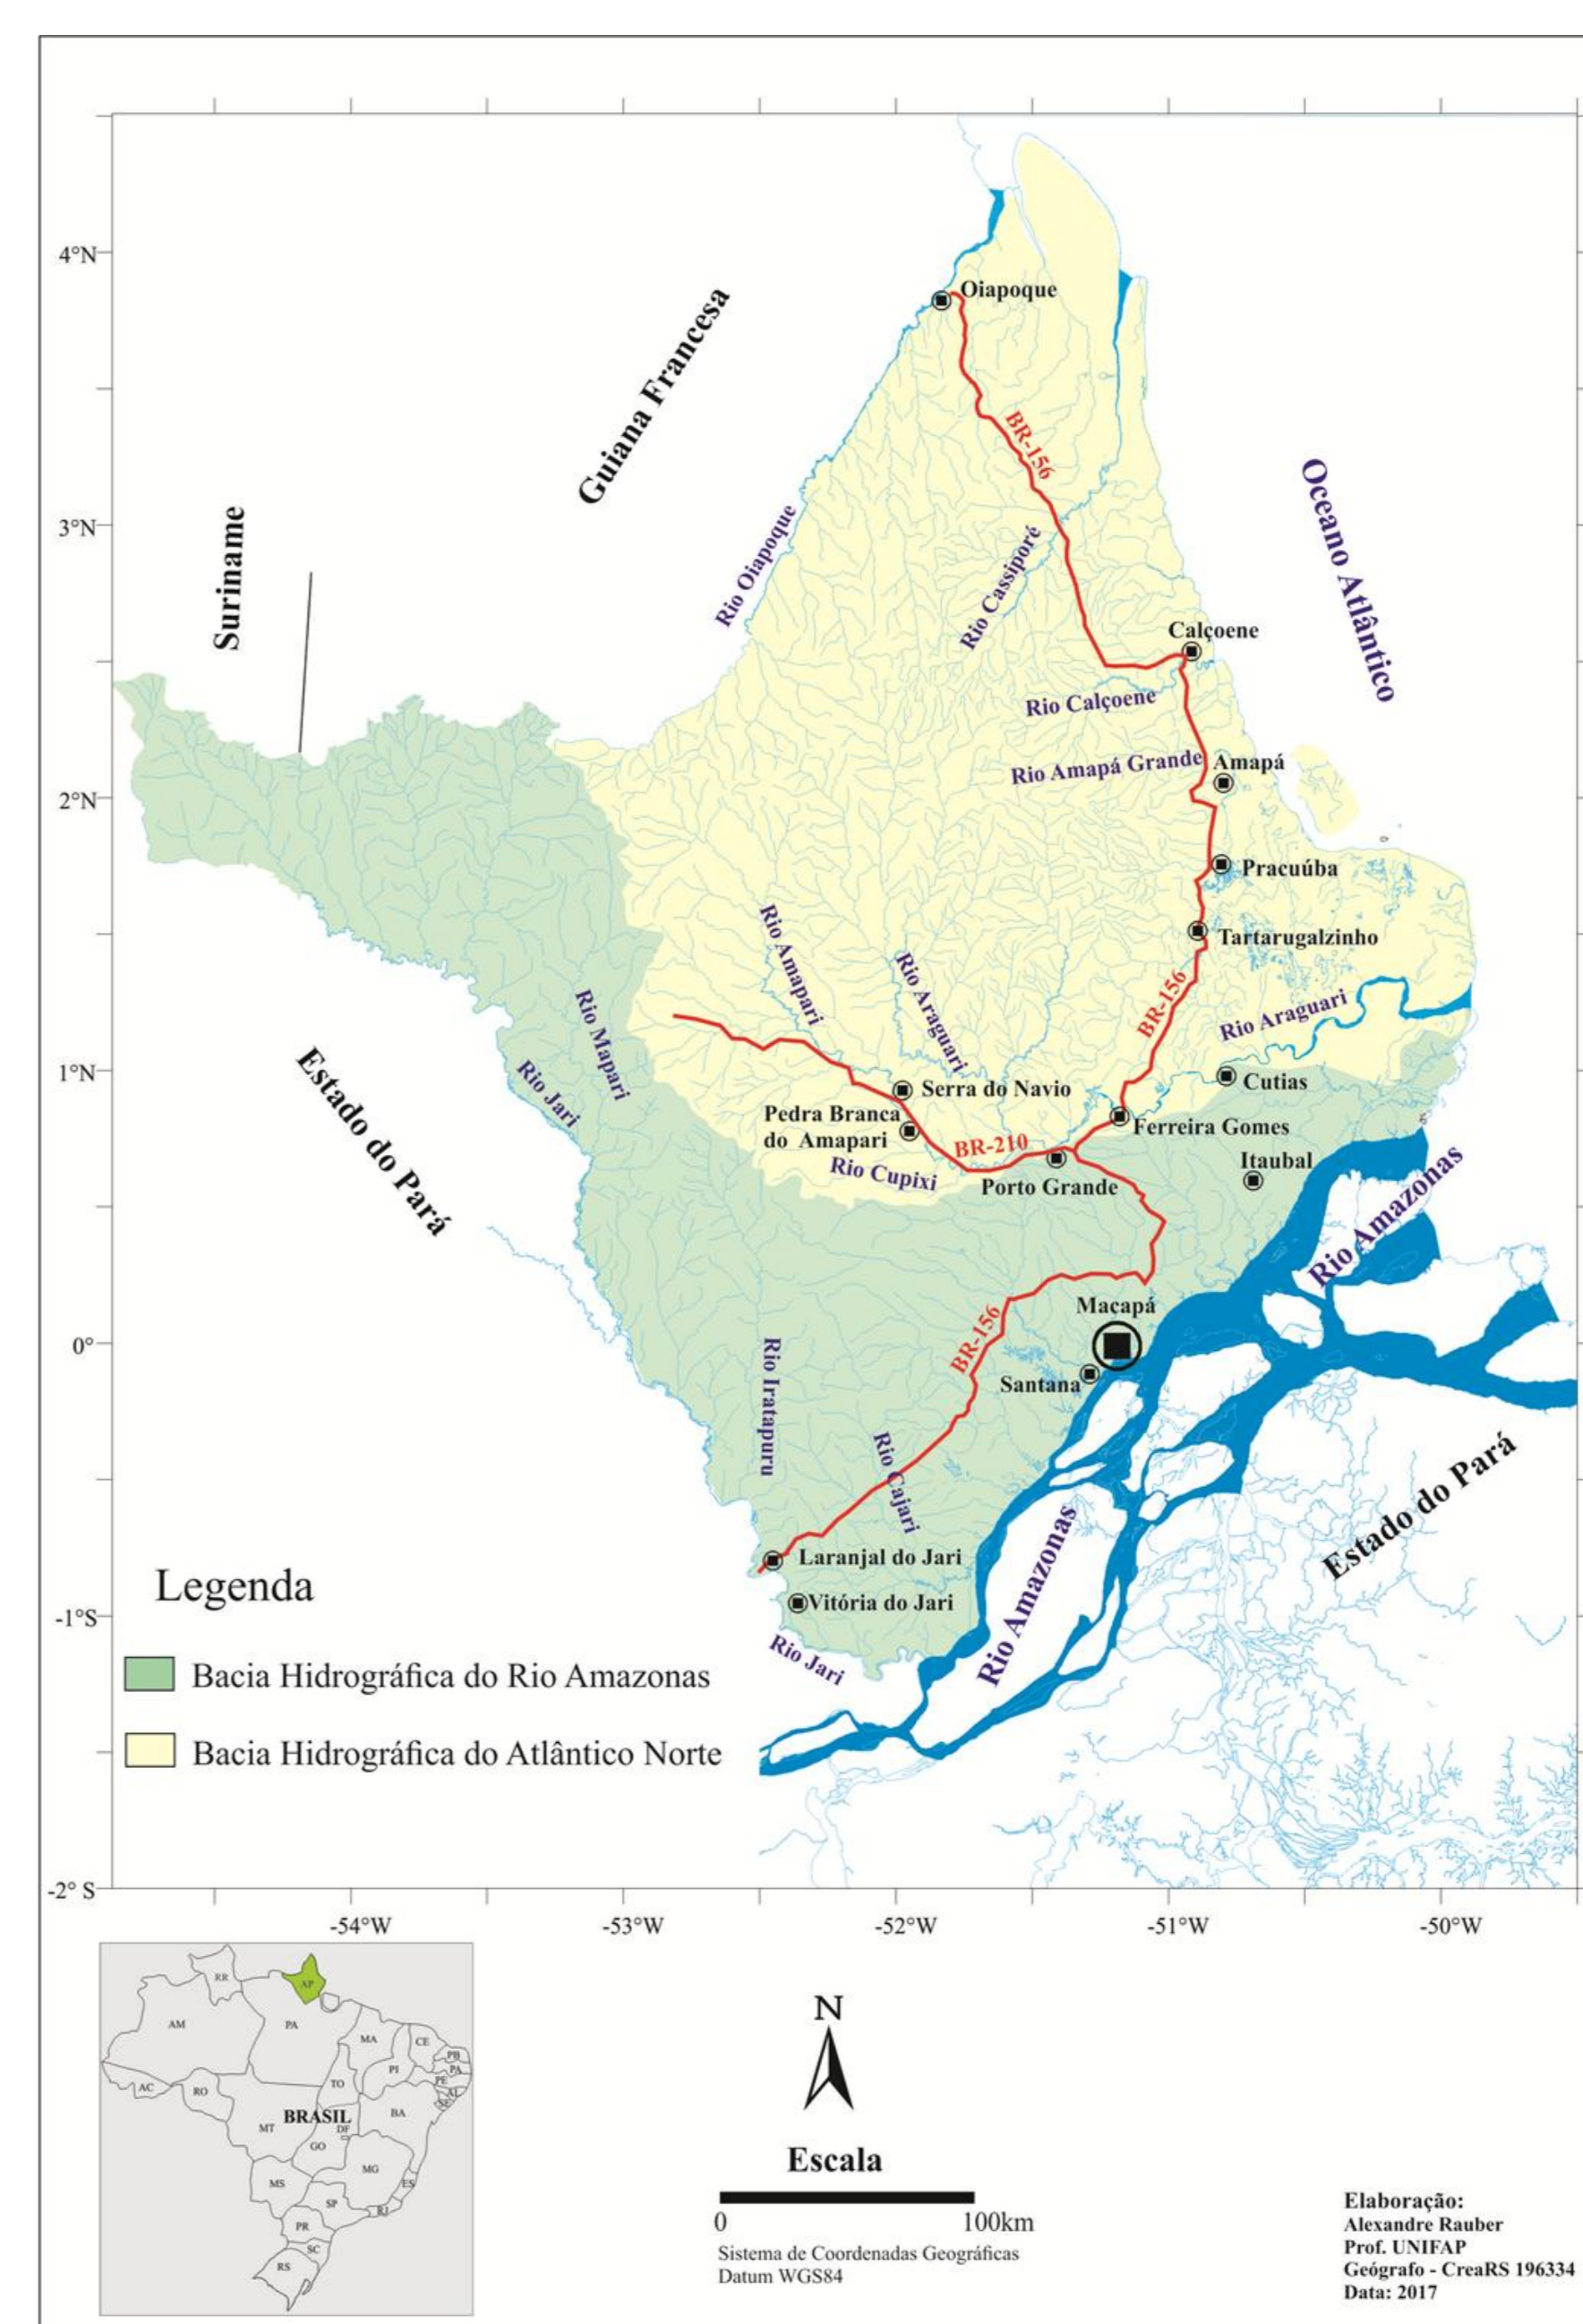 4°N
3°N
2°N
1°N
0°
-1°S
-2° S
-54°W
-53°W
-52°W
-51°W
-50°W
Suriname
Guiana Francesa
Oceano Atlântico
Estado do Pará
Estado do Pará
Oiapoque
BR-156
Rio Oiapoque
Rio Cassiporé
Calçoene
Rio Calçoene
Rio Amapá Grande
Amapá
Pracuúba
Tartarugalzinho
Rio Amapari
Rio Araguari
BR-156
Rio Araguari
Rio Mapari
Rio Jari
Serra do Navio
Cutias
Pedra Branca
do Amapari
BR-210
Ferreira Gomes
Rio Cupixi
Porto Grande
Itaubal
Rio Amazonas
Macapá
BR-156
Santana
Rio Iratapuru
Rio Cajari
Rio Amazonas
Laranjal do Jari
Vitória do Jari
Rio Jari
Legenda
Bacia Hidrográfica do Rio Amazonas
Bacia Hidrográfica do Atlântico Norte
RR
AP
AM
PA
MA
CE
PB
PA
PE
AL
SE
PI
AC
RO
TO
BA
MT
BRASIL
DF
GO
MG
ES
MS
SP
RJ
PR
SC
RS
N
Escala
0 100km
Sistema de Coordenadas Geográficas
Datum WGS84
Elaboração:
Alexandre Rauber
Prof. UNIFAP
Geógrafo - CreaRS 196334
Data: 2017